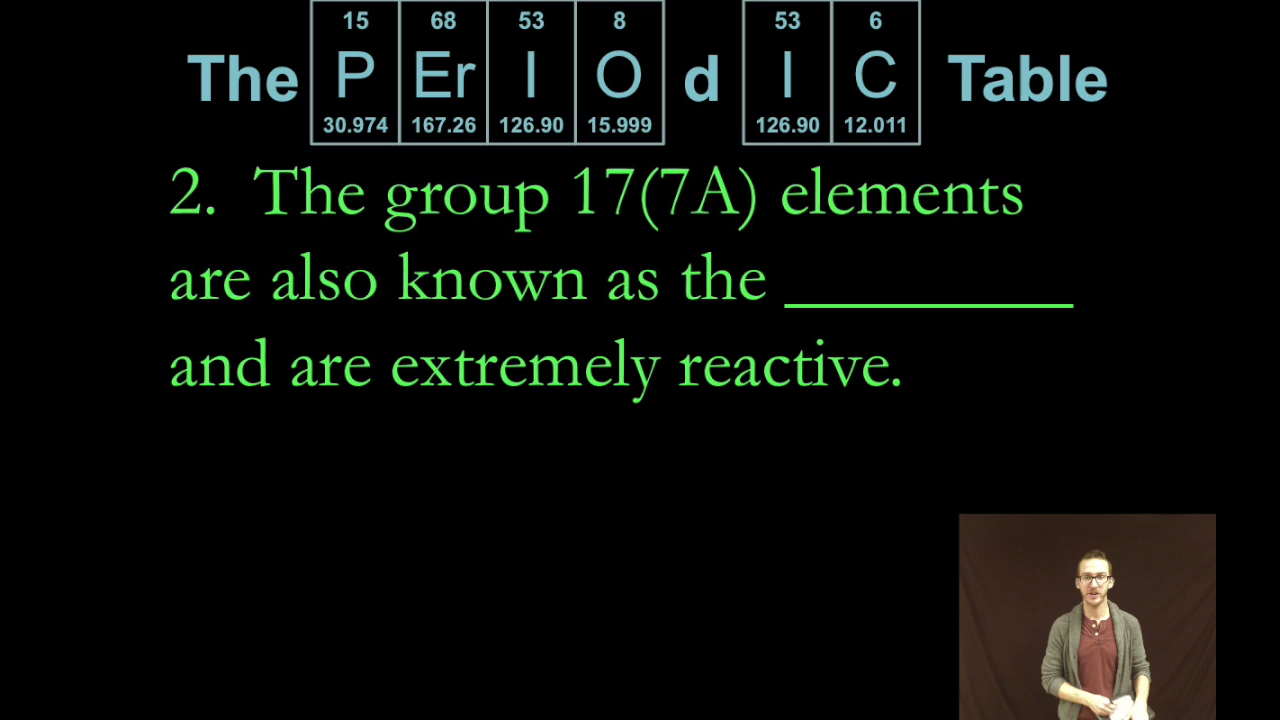 15 68 53 8 53 6
The P Er I O d I C Table
30.974 167.26 126.90 15.999 126.90 12.011
2. The group 17(7A) elements
are also known as the _________
and are extremely reactive.